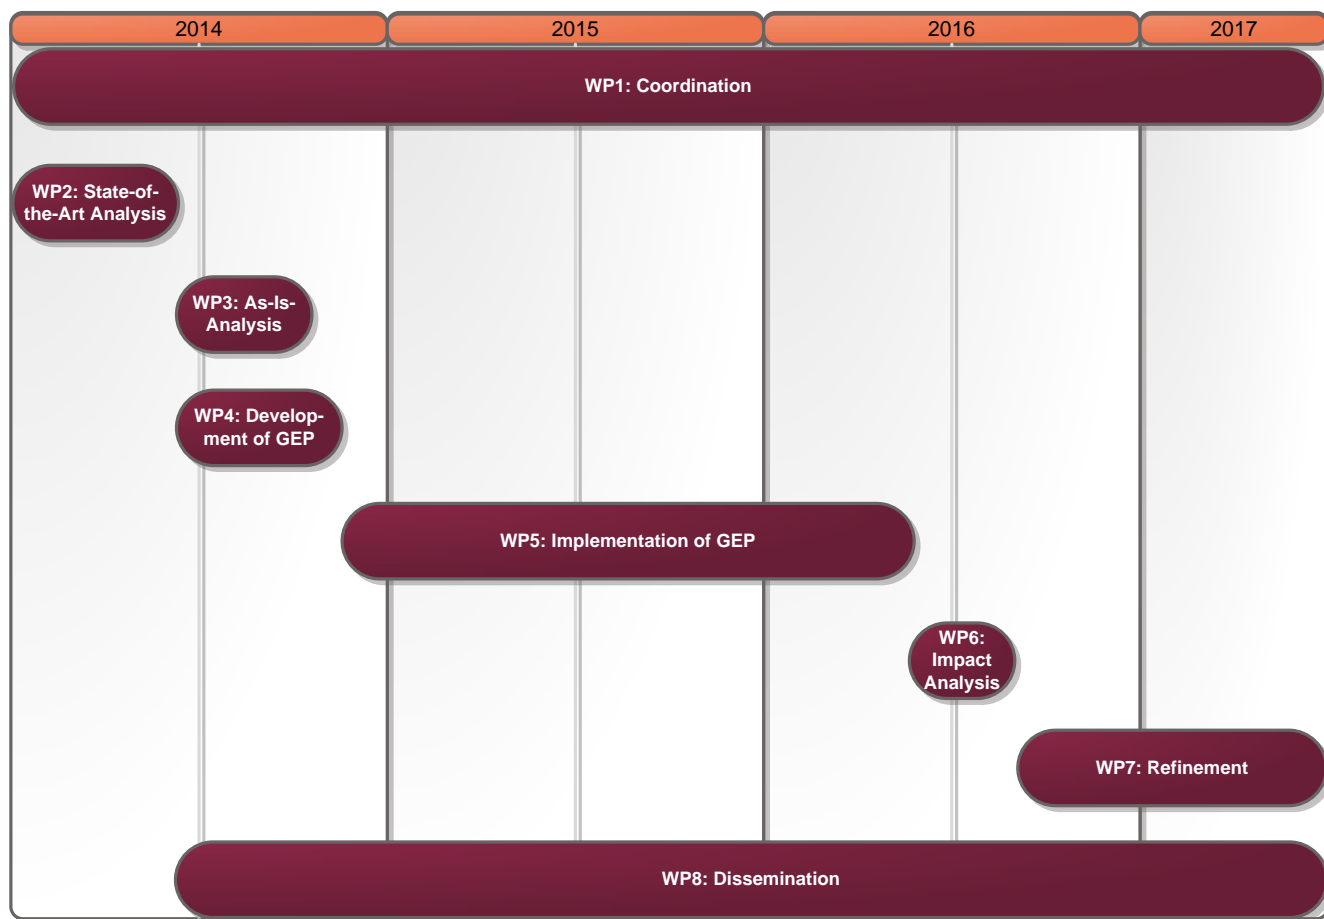 2014
2015
2016
2017
WP1: Coordination
WP2: State-of-
the-Art Analysis
WP3: As-Is-
Analysis
WP4: Develop-
ment of GEP
WP5: Implementation of GEP
WP6:
Impact
Analysis
WP7: Refinement
WP8: Dissemination